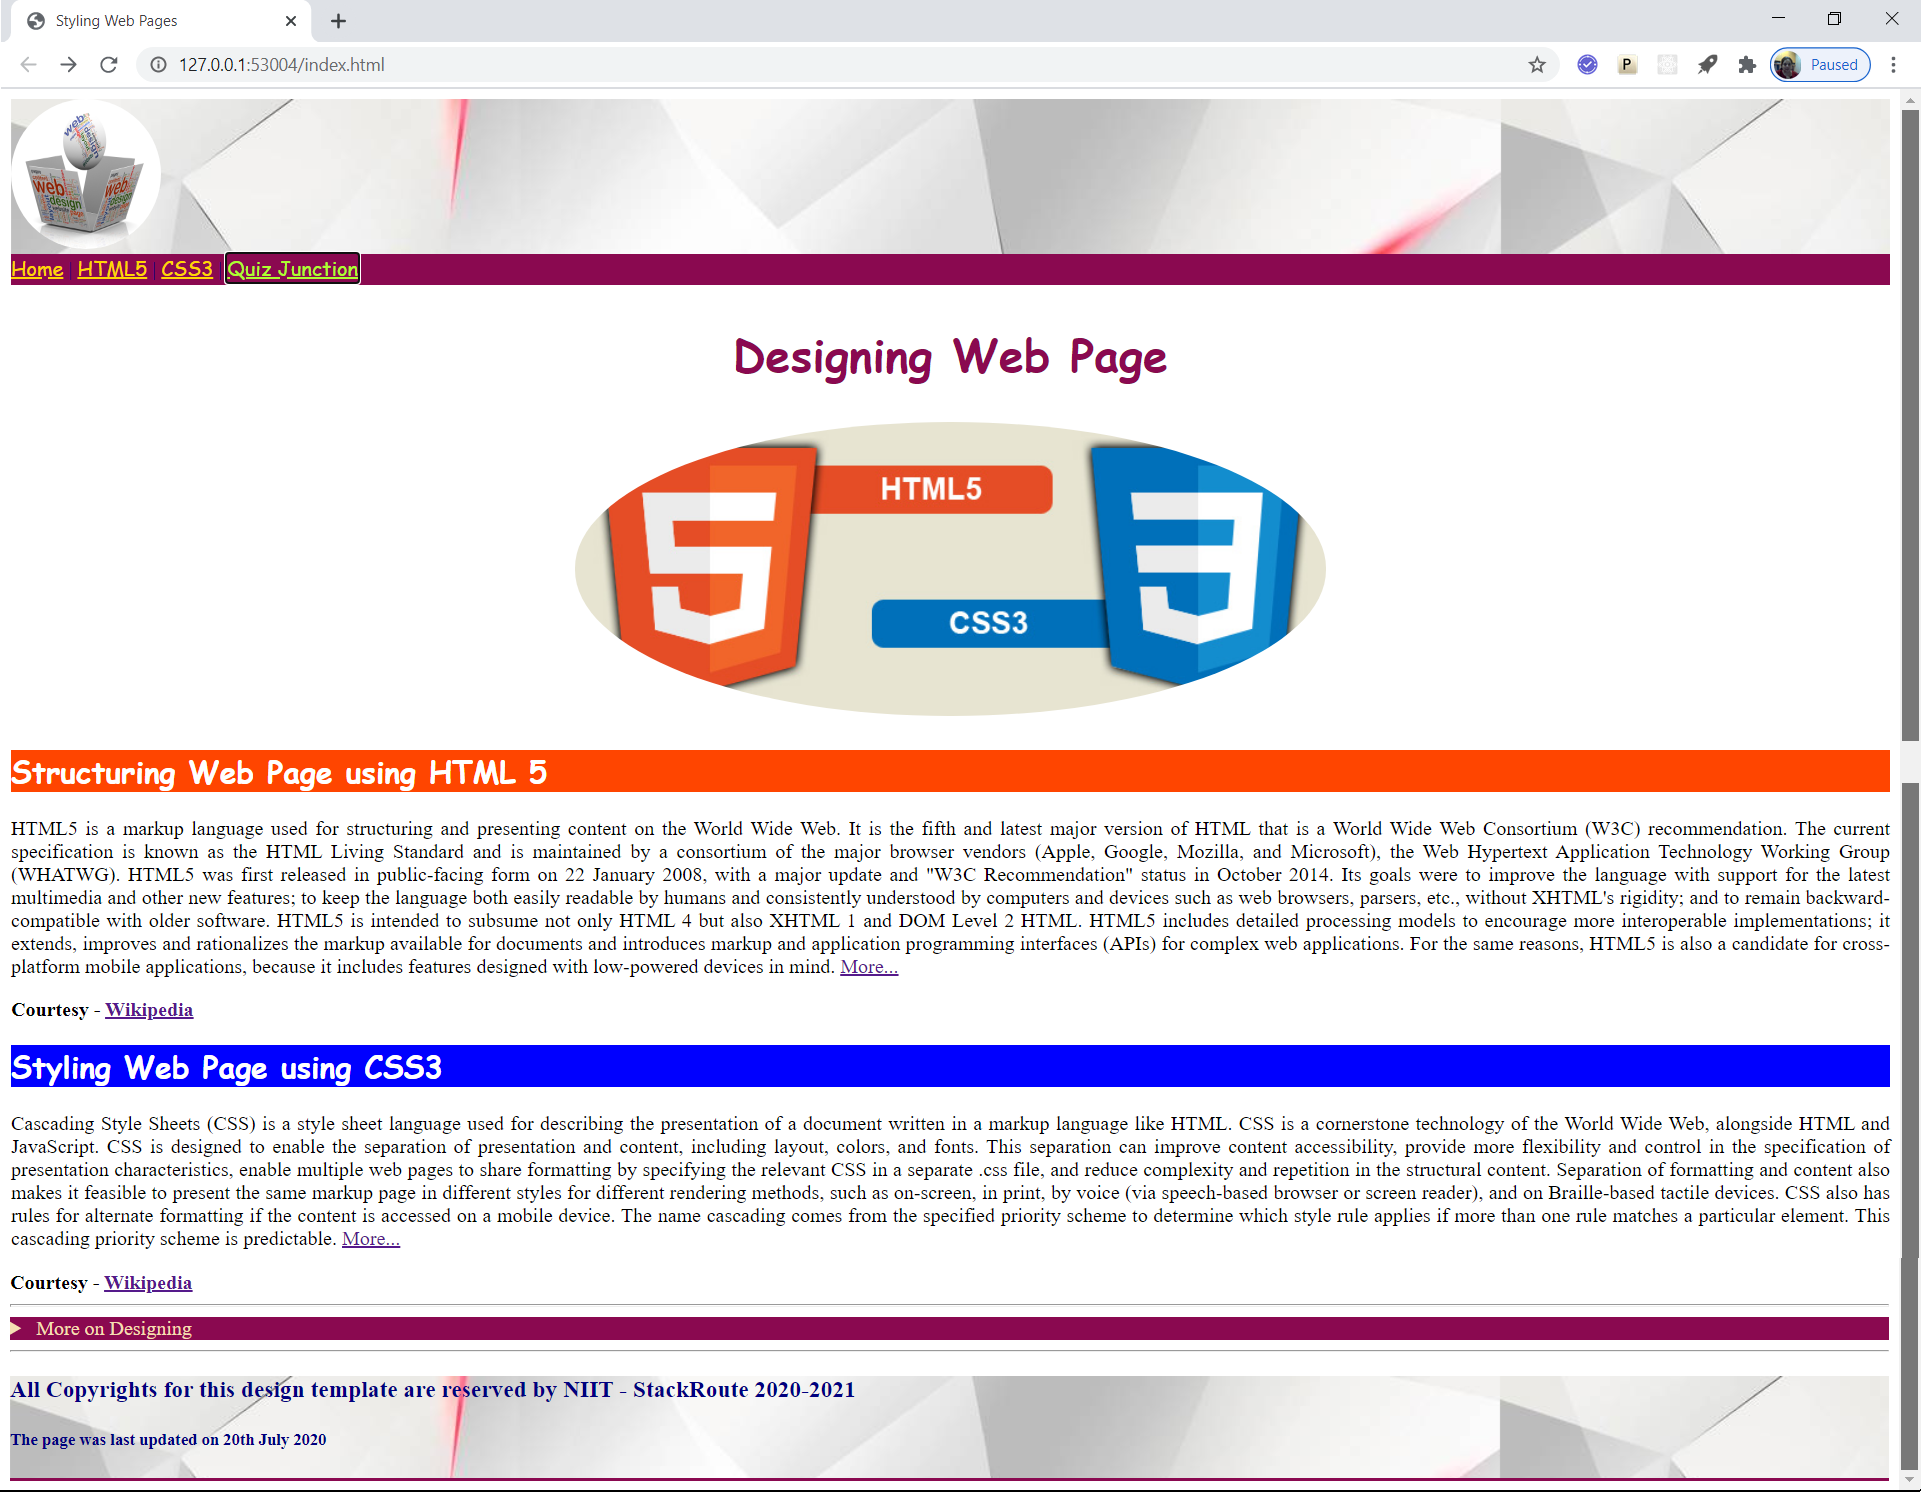 Styling Web Pages
127.0.0.1:53004/index.html
P
Paused
web
design
web
design
web
design
Home | HTML5 | CSS3 | Quiz Junction
Designing Web Page
HTML5
CSS3
Structuring Web Page using HTML 5
HTML5 is a markup language used for structuring and presenting content on the World Wide Web. It is the fifth and latest major version of HTML that is a World Wide Web Consortium (W3C) recommendation. The current
specification is known as the HTML Living Standard and is maintained by a consortium of the major browser vendors (Apple, Google, Mozilla, and Microsoft), the Web Hypertext Application Technology Working Group
(WHATWG). HTML5 was first released in public-facing form on 22 January 2008, with a major update and "W3C Recommendation" status in October 2014. Its goals were to improve the language with support for the latest
multimedia and other new features; to keep the language both easily readable by humans and consistently understood by computers and devices such as web browsers, parsers, etc., without XHTML's rigidity; and to remain backward-
compatible with older software. HTML5 is intended to subsume not only HTML 4 but also XHTML 1 and DOM Level 2 HTML. HTML5 includes detailed processing models to encourage more interoperable implementations; it
extends, improves and rationalizes the markup available for documents and introduces markup and application programming interfaces (APIs) for complex web applications. For the same reasons, HTML5 is also a candidate for cross-
platform mobile applications, because it includes features designed with low-powered devices in mind. More...
Courtesy - Wikipedia
Styling Web Page using CSS3
Cascading Style Sheets (CSS) is a style sheet language used for describing the presentation of a document written in a markup language like HTML. CSS is a cornerstone technology of the World Wide Web, alongside HTML and
JavaScript. CSS is designed to enable the separation of presentation and content, including layout, colors, and fonts. This separation can improve content accessibility, provide more flexibility and control in the specification of
presentation characteristics, enable multiple web pages to share formatting by specifying the relevant CSS in a separate .css file, and reduce complexity and repetition in the structural content. Separation of formatting and content also
makes it feasible to present the same markup page in different styles for different rendering methods, such as on-screen, in print, by voice (via speech-based browser or screen reader), and on Braille-based tactile devices. CSS also has
rules for alternate formatting if the content is accessed on a mobile device. The name cascading comes from the specified priority scheme to determine which style rule applies if more than one rule matches a particular element. This
cascading priority scheme is predictable. More...
Courtesy - Wikipedia
More on Designing
All Copyrights for this design template are reserved by NIIT - StackRoute 2020-2021
The page was last updated on 20th July 2020